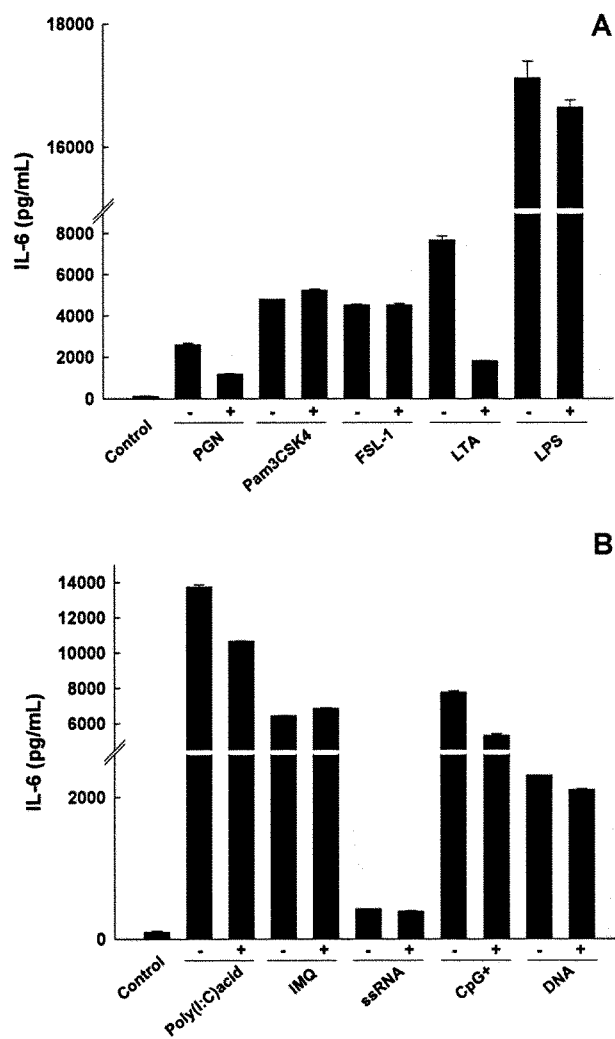 A
18000
16000
8000
6000
4000
2000
0
IL-6 (pg/mL)
- + - + - + - + - +
Control PGN Pam3CSK4 FSL-1 LTA LPS
B
14000
12000
10000
8000
6000
2000
0
IL-6 (pg/mL)
- + - + - + - + - +
Control Poly(I:C)acid IMQ ssRNA CpG+ DNA